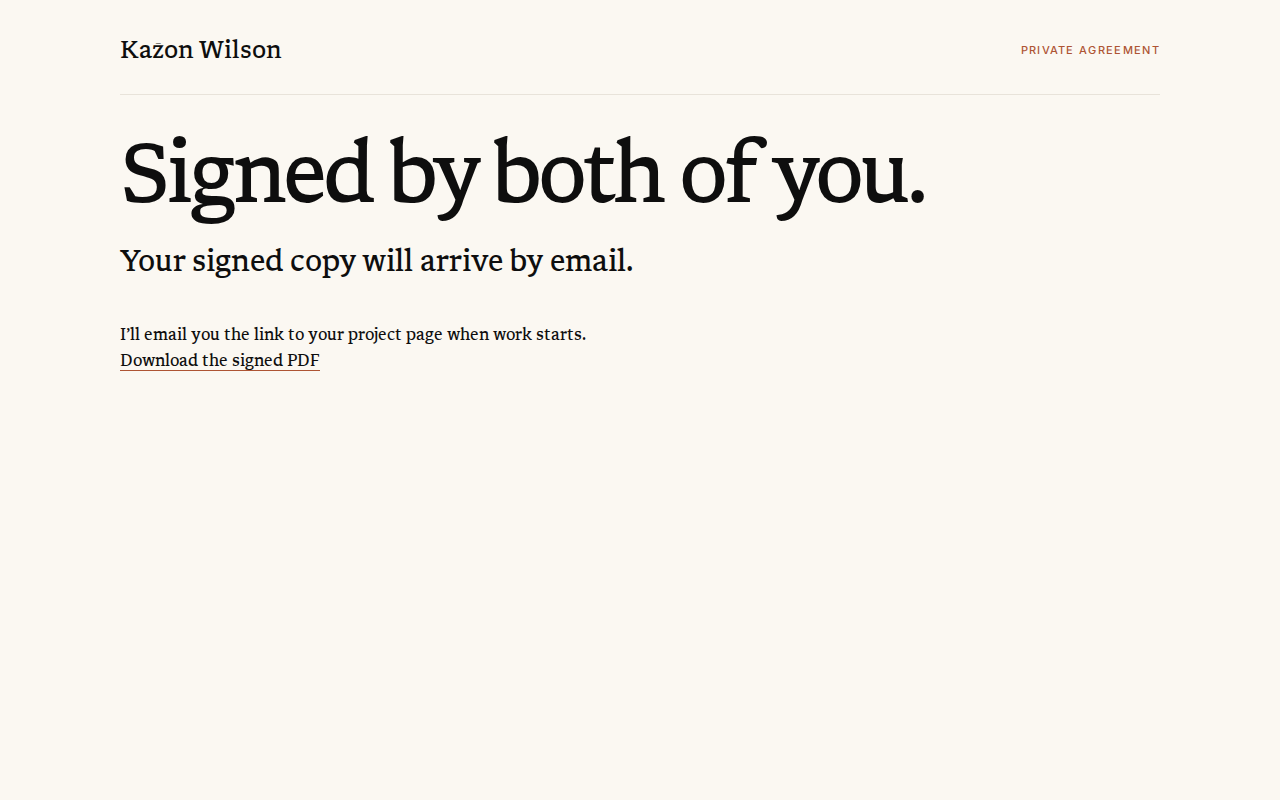 Kažon Wilson
PRIVATE AGREEMENT
Signed by both of you.
Your signed copy will arrive by email.
I’ll email you the link to your project page when work starts.
Download the signed PDF